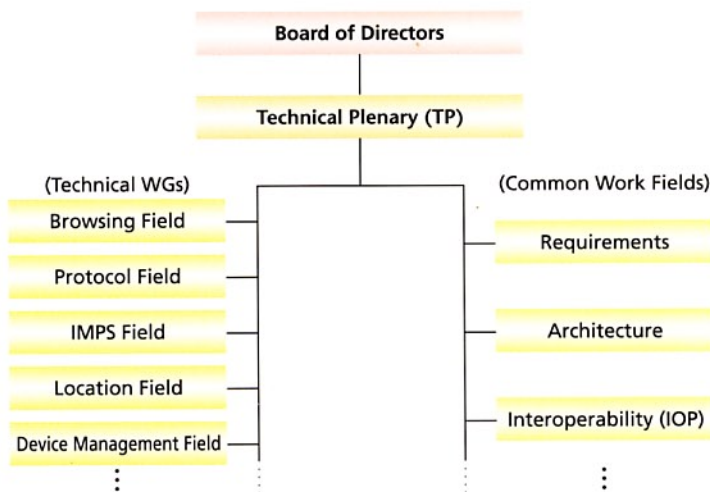 Board of Directors
Technical Plenary (TP)
(Technical WGs)
Browsing Field
Protocol Field
IMPS Field
Location Field
Device Management Field
(Common Work Fields)
Requirements
Architecture
Interoperability (IOP)